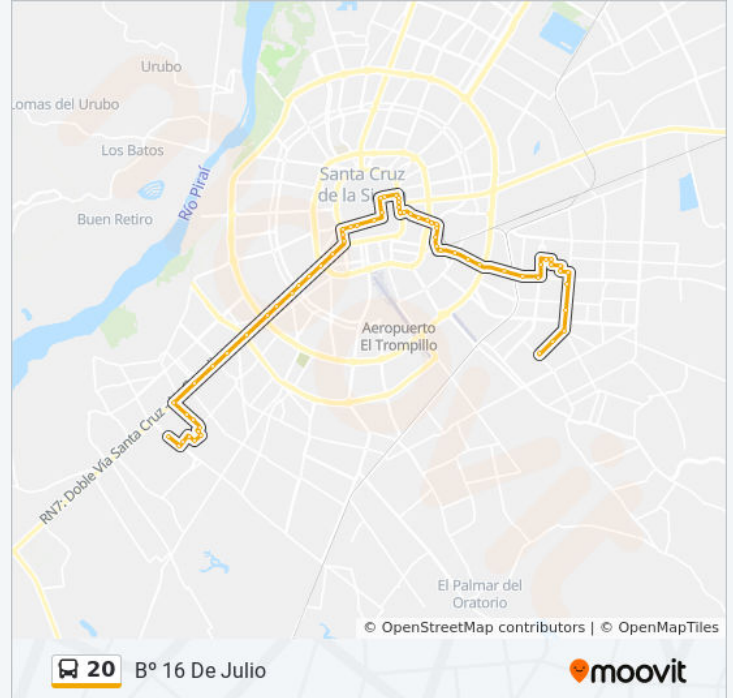 Urubo
Lomas del Urubo
Los Batos
Río Piraí
Buen Retiro
Santa Cruz
de la Si
Aeropuerto
El Trompillo
RN7: Doble Vía Santa Cruz
El Palmar del
Oratorio
© OpenStreetMap contributors | © OpenMapTiles
20 Bº 16 De Julio
moovit